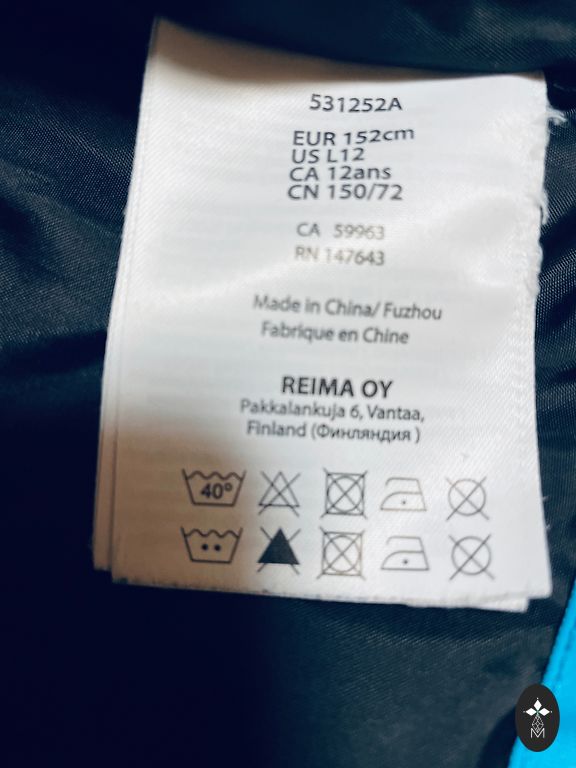 531252A
EUR 152cm
US L12
CA 12ans
CN 150/72
CA 59963
RN 147643
Made in China/ Fuzhou
Fabrique en Chine
REIMA OY
Pakkalankuja 6, Vantaa,
Finland (Финляндия )
40°
M